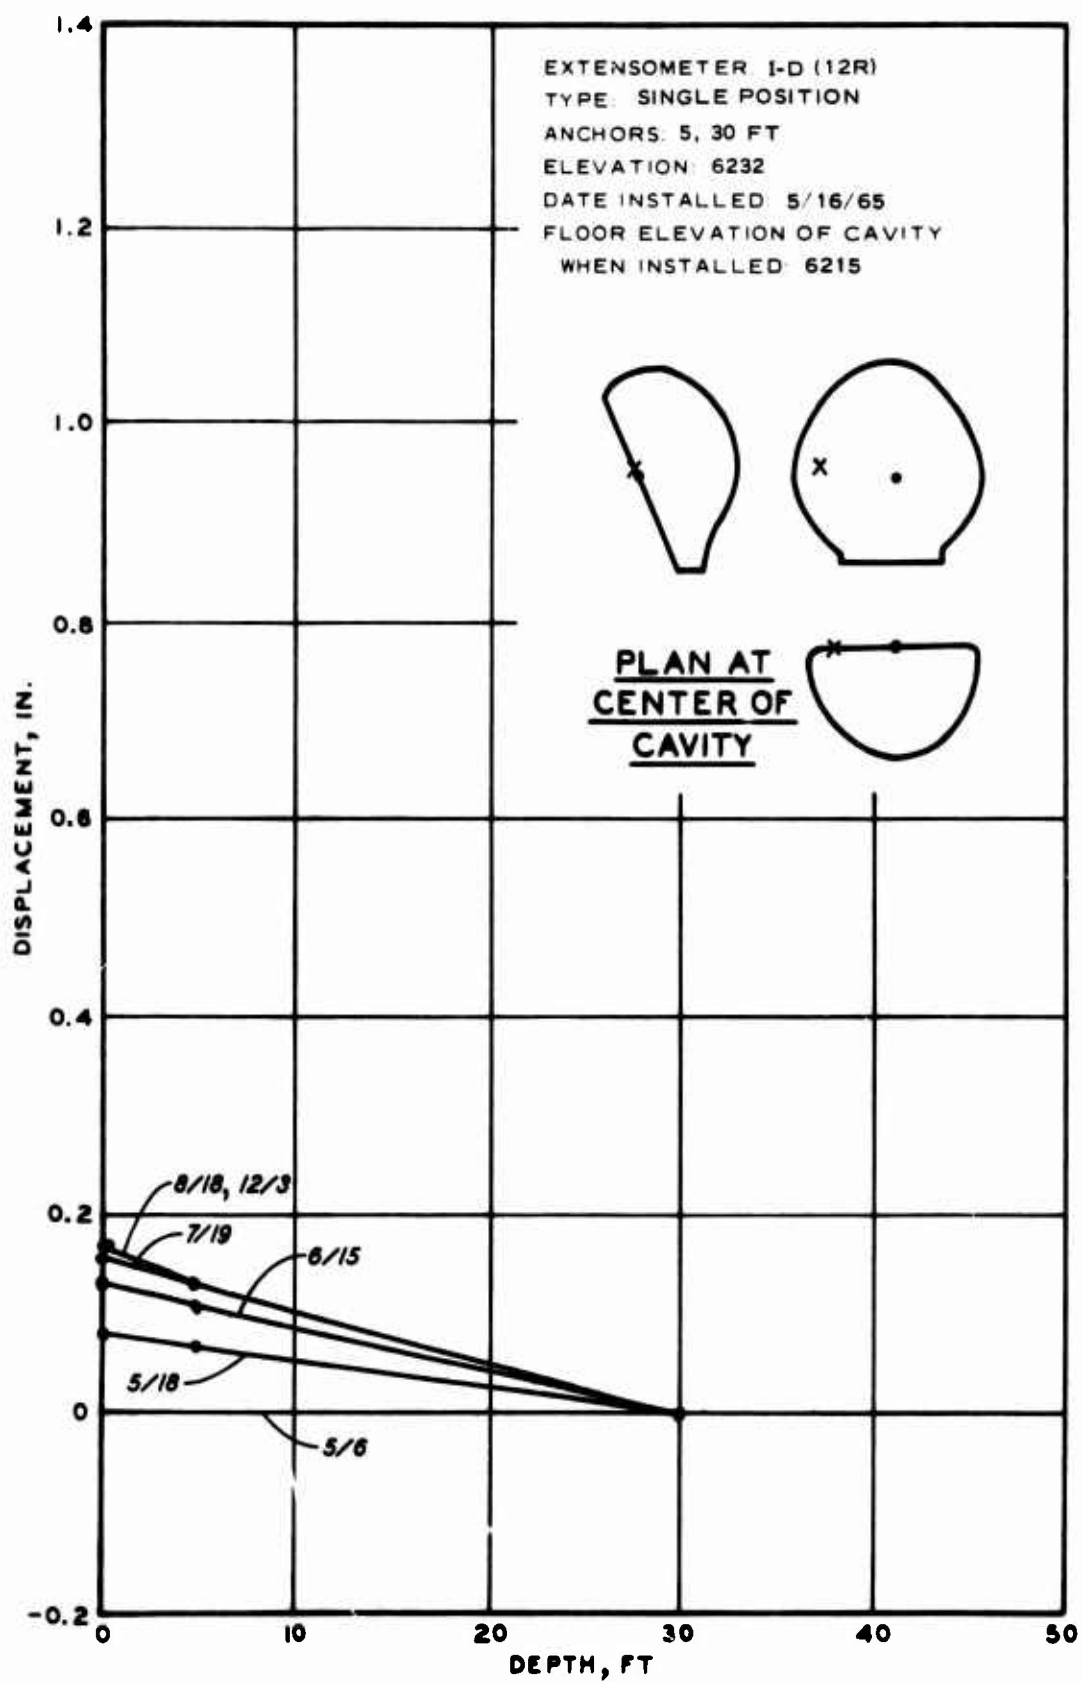 1.4
EXTENSOMETER I-D (12R)
TYPE: SINGLE POSITION
ANCHORS: 5, 30 FT
ELEVATION: 6232
DATE INSTALLED: 5/16/65
FLOOR ELEVATION OF CAVITY
WHEN INSTALLED: 6215
1.2
1.0
0.8
PLAN AT
CENTER OF
CAVITY
DISPLACEMENT, IN.
0.6
0.4
8/18, 12/3
0.2
7/19
6/15
5/18
0
5/6
-0.2
0 10 20 30 40 50
DEPTH, FT